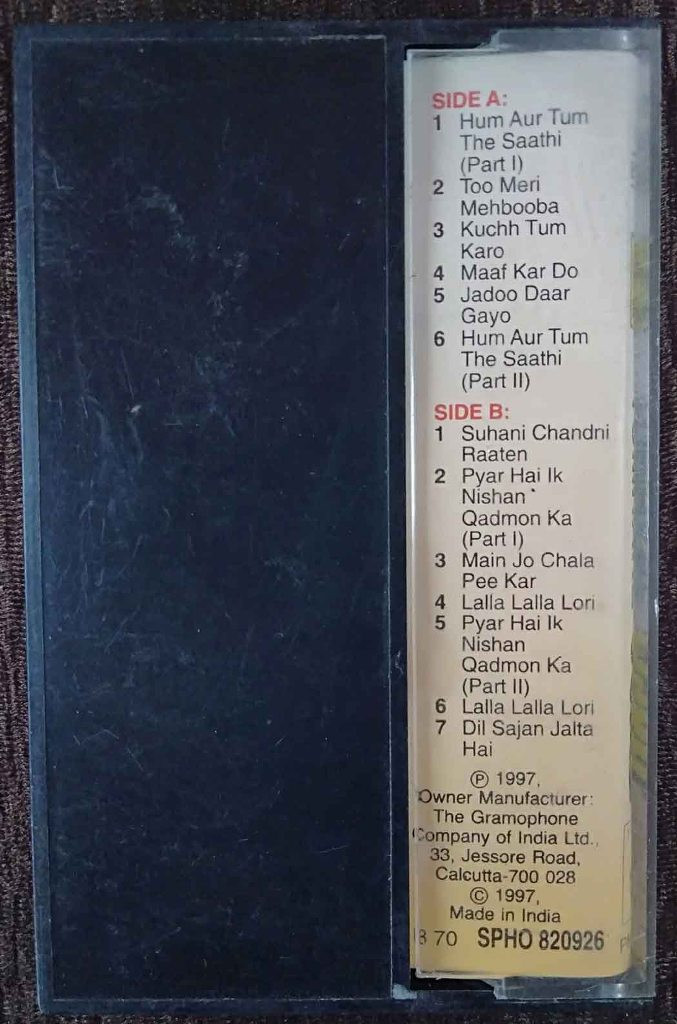 SIDE A:
1 Hum Aur Tum
The Saathi
(Part I)
2 Too Meri
Mehbooba
3 Kuchh Tum
Karo
4 Maaf Kar Do
5 Jadoo Daar
Gayo
6 Hum Aur Tum
The Saathi
(Part II)
SIDE B:
1 Suhani Chandni
Raaten
2 Pyar Hai Ik
Nishan
Qadmon Ka
(Part I)
3 Main Jo Chala
Pee Kar
4 Lalla Lalla Lori
5 Pyar Hai Ik
Nishan
Qadmon Ka
(Part II)
6 Lalla Lalla Lori
7 Dil Sajan Jalta
Hai
℗ 1997,
Owner Manufacturer:
The Gramophone
Company of India Ltd.,
33, Jessore Road,
Calcutta-700 028
© 1997,
Made in India
70 SPHO 820926